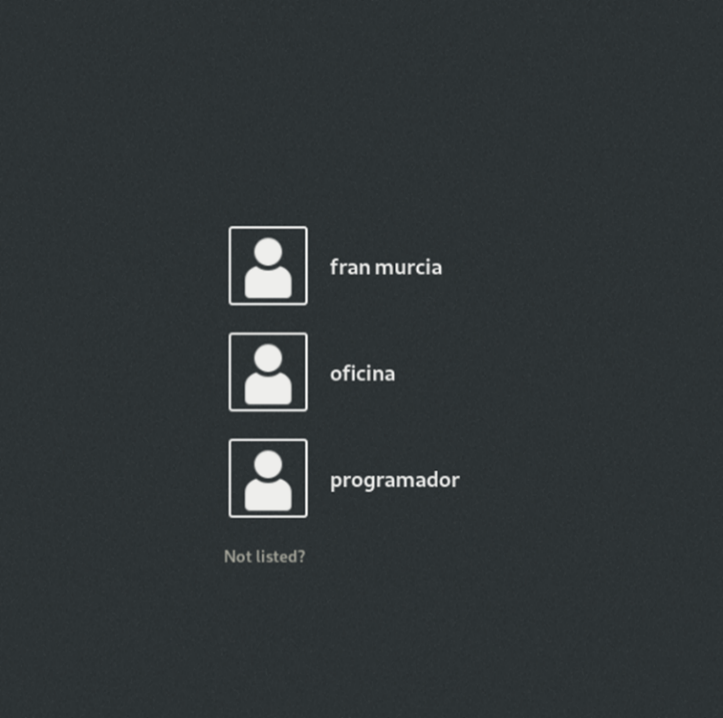 fran murcia
oficina
programador
Not listed?